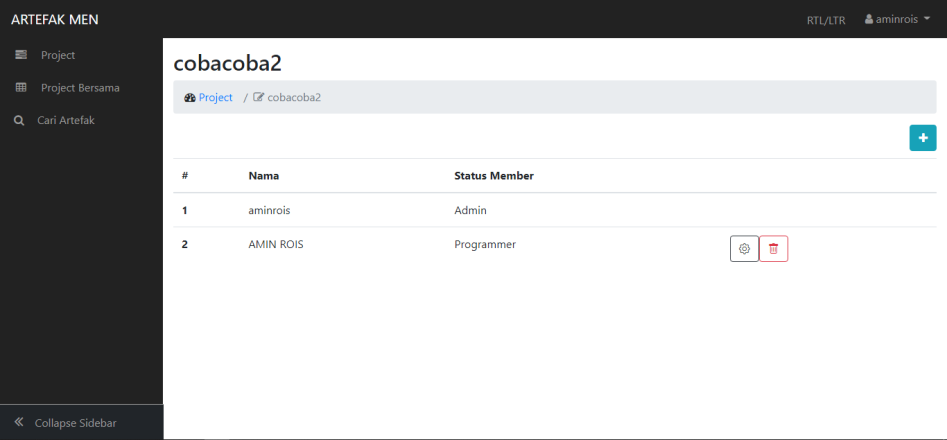 ARTEFAK MEN
RTL/LTR aminrois
Project
Project Bersama
Cari Artefak
cobacoba2
Project / cobacoba2
# Nama Status Member
1 aminrois Admin
2 AMIN ROIS Programmer
Collapse Sidebar